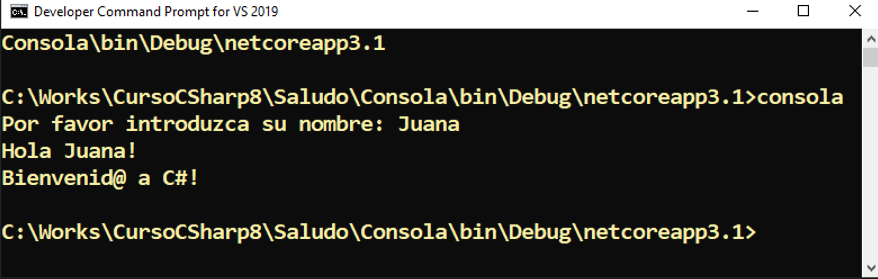 Developer Command Prompt for VS 2019
Consola\bin\Debug\netcoreapp3.1
C:\Works\CursoCSharp8\Saludo\Consola\bin\Debug\netcoreapp3.1>consola
Por favor introduzca su nombre: Juana
Hola Juana!
Bienvenid@ a C#!
C:\Works\CursoCSharp8\Saludo\Consola\bin\Debug\netcoreapp3.1>